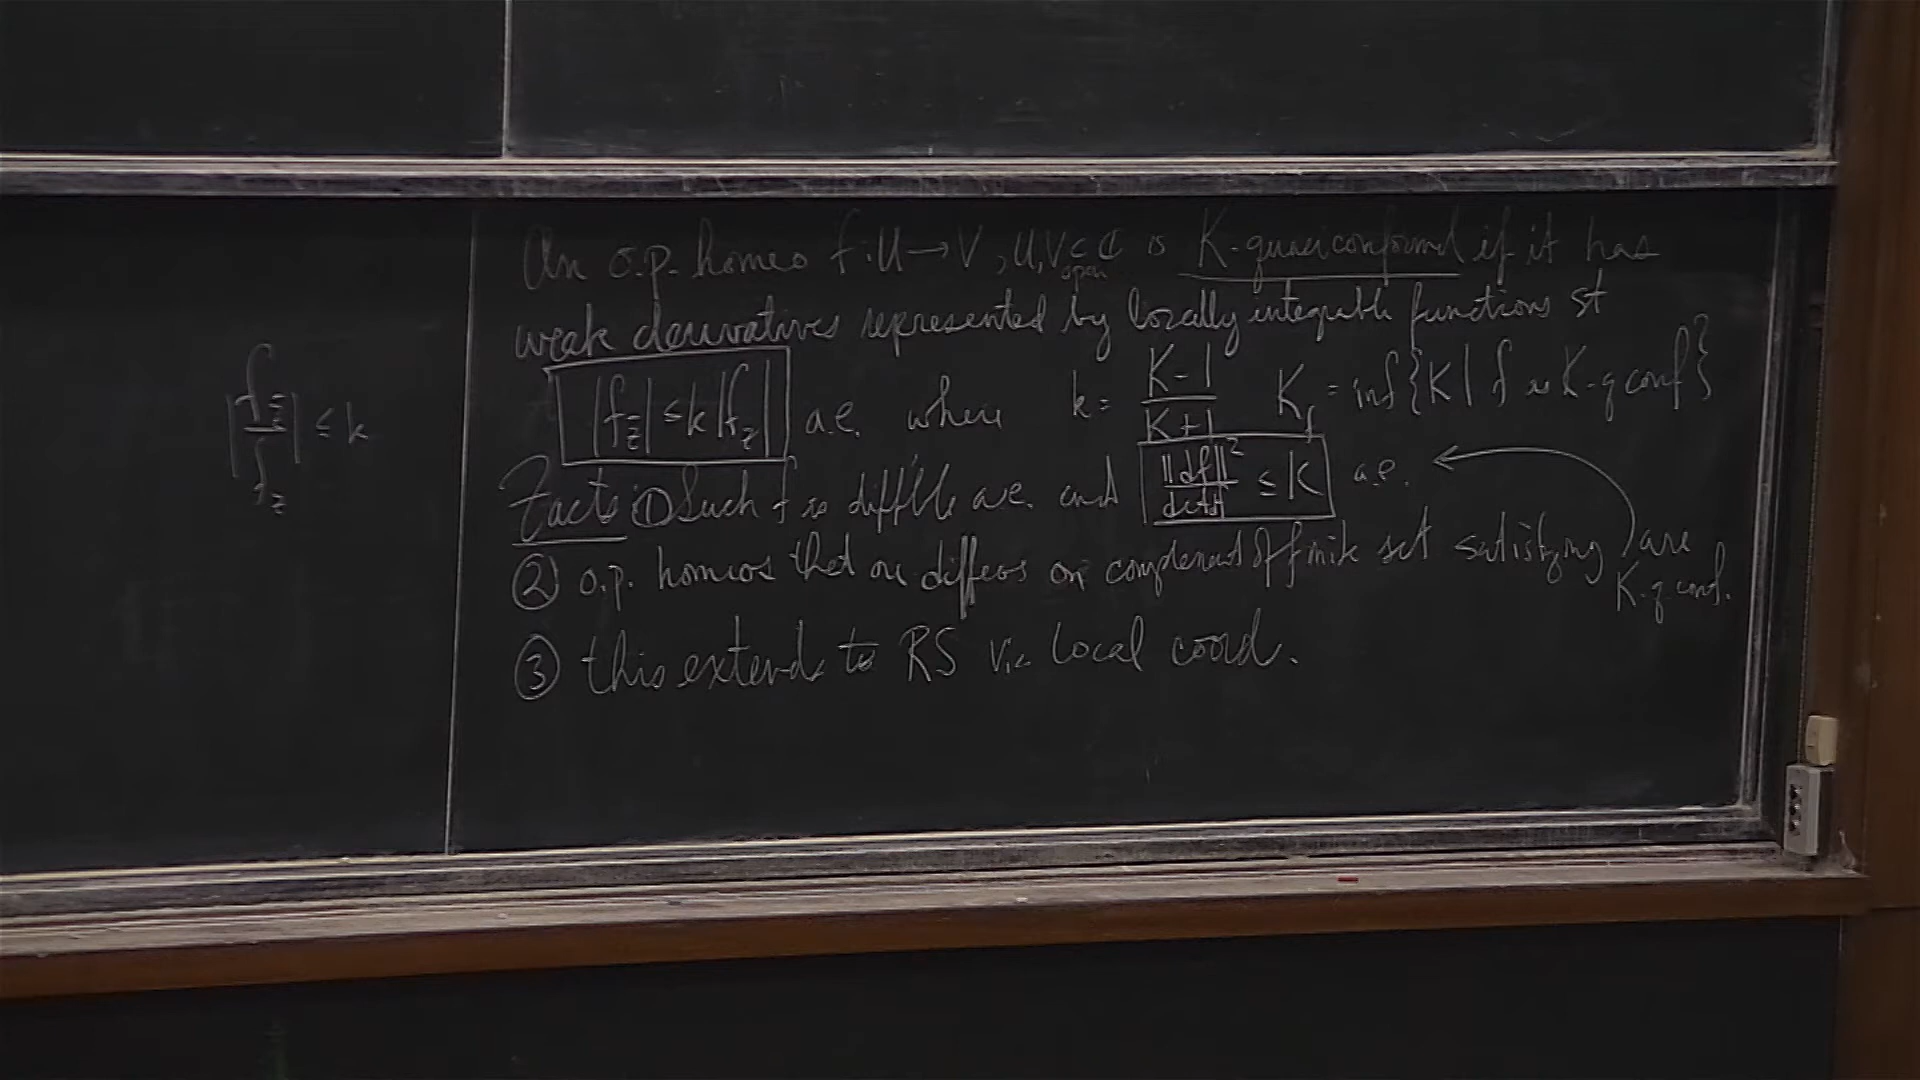 |f_z̄ / f_z| ≤ k
An o.p. homeo f: U → V, U, V ⊆ ℂ is K-quasiconformal if it has
open
weak derivatives represented by locally integrable functions st
|f_z̄| ≤ k |f_z| a.e. where k = K-1 / K+1 K_f = inf{K | f is K-q conf}
Facts: ① Such f is diff'ble a.e. and ||df||² / det df ≤ K a.e.
② o.p. homeos that are diffeos on complement of finite set satisfying are K-q conf.
③ this extends to RS via local coord.